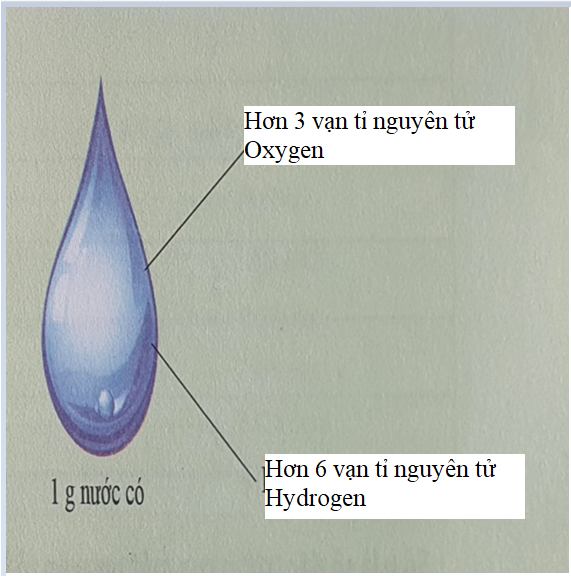 Hơn 3 vạn tỉ nguyên tử
Oxygen
Hơn 6 vạn tỉ nguyên tử
Hydrogen
1 g nước có